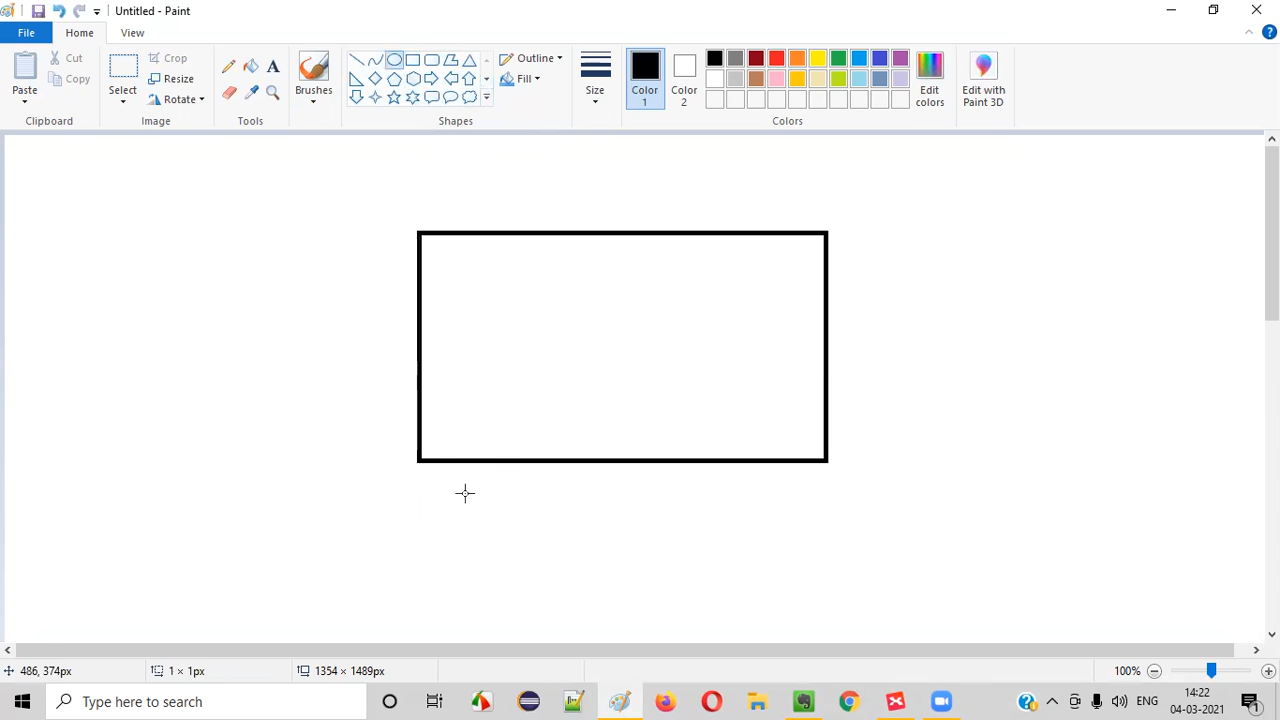 Untitled - Paint
File Home View
Paste
Cut
Copy
Clipboard
Select
Crop
Resize
Rotate
Image
A
Tools
Brushes
Shapes
Outline
Fill
Size
Color 1
Color 2
Edit colors
Colors
Edit with Paint 3D
486, 374px
1 × 1px
1354 × 1489px
100%
Type here to search
ENG
14:22
04-03-2021
1